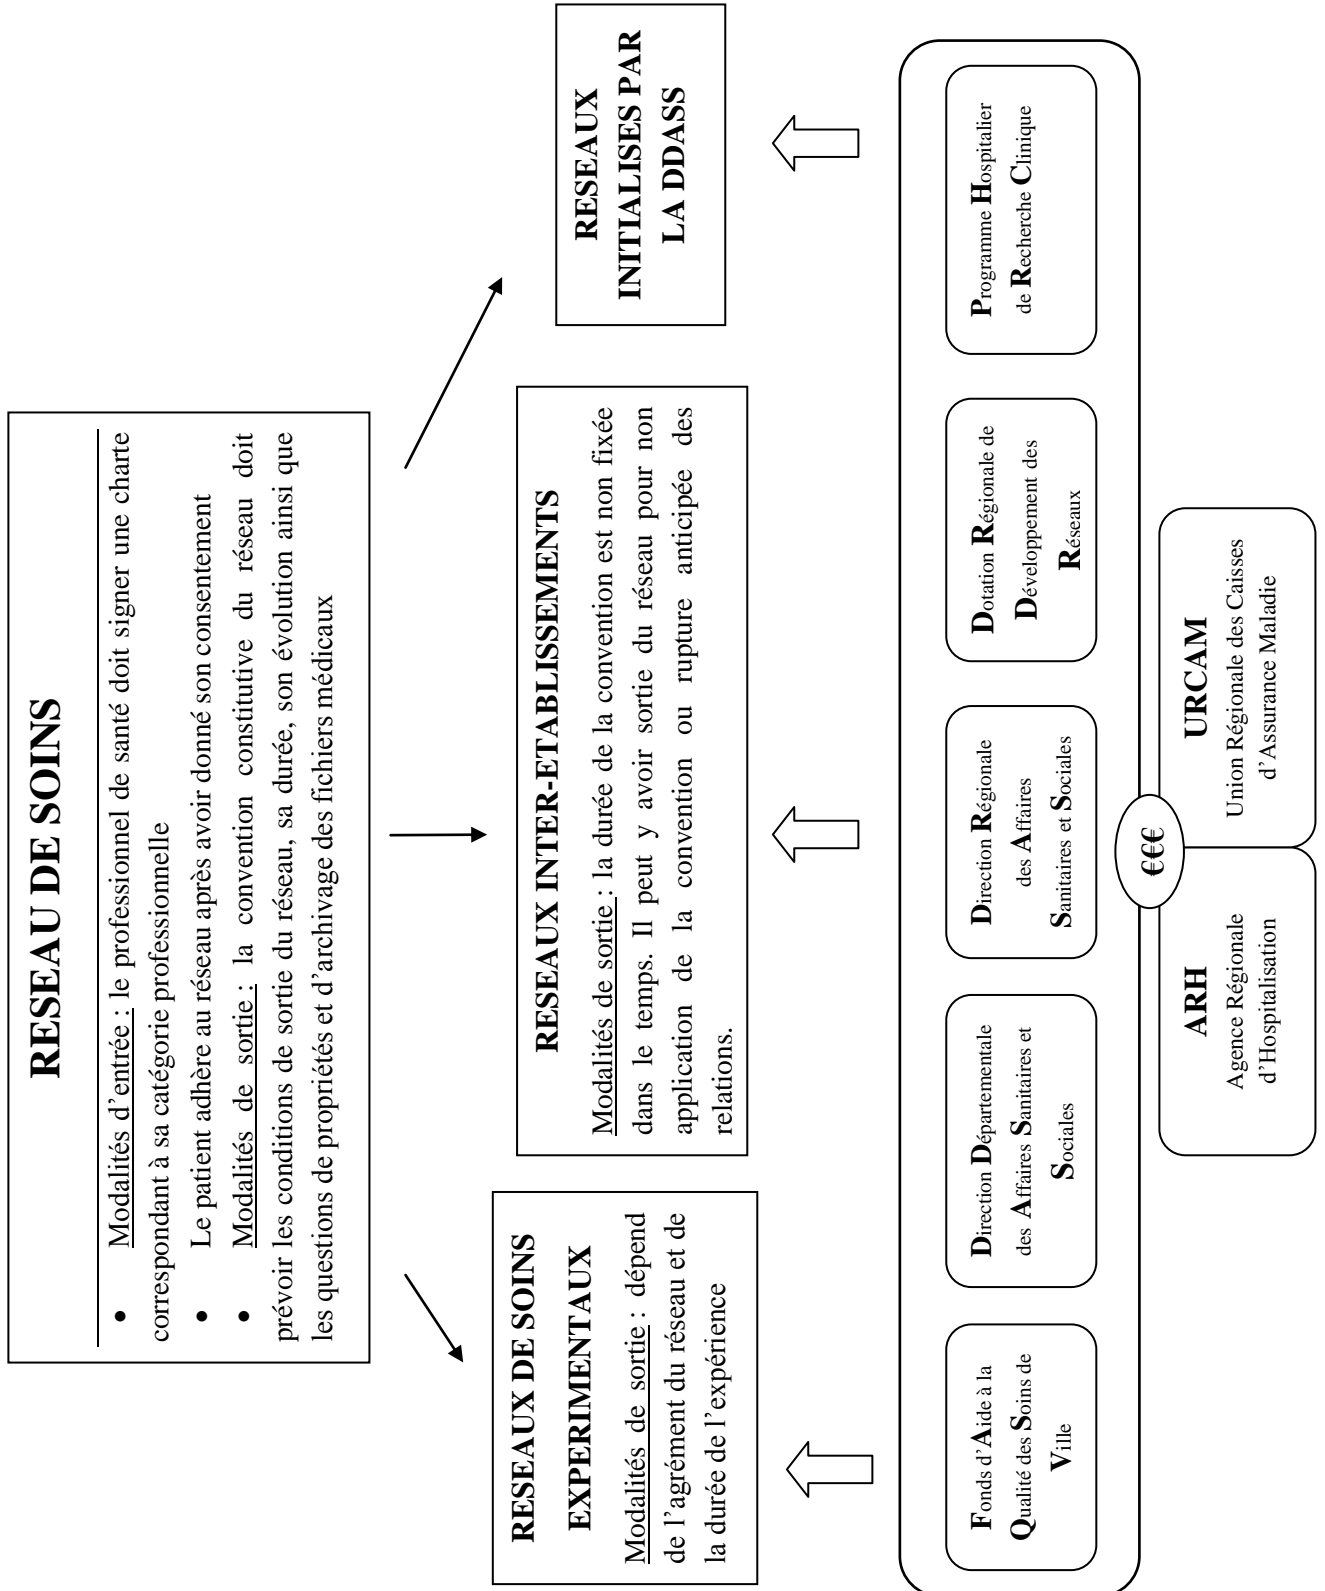 RESEAU DE SOINS
• Modalités d'entrée : le professionnel de santé doit signer une charte
correspondant à sa catégorie professionnelle
• Le patient adhère au réseau après avoir donné son consentement
• Modalités de sortie : la convention constitutive du réseau doit
prévoir les conditions de sortie du réseau, sa durée, son évolution ainsi que
les questions de propriétés et d'archivage des fichiers médicaux
RESEAUX DE SOINS
EXPERIMENTAUX
Modalités de sortie : dépend
de l'agrément du réseau et de
la durée de l'expérience
RESEAUX INTER-ETABLISSEMENTS
Modalités de sortie : la durée de la convention est non fixée
dans le temps. Il peut y avoir sortie du réseau pour non
application de la convention ou rupture anticipée des
relations.
RESEAUX
INITIALISES PAR
LA DDASS
Fonds d'Aide à la
Qualité des Soins de
Ville
Direction Départementale
des Affaires Sanitaires et
Sociales
Direction Régionale
des Affaires
Sanitaires et Sociales
Dotation Régionale de
Développement des
Réseaux
Programme Hospitalier
de Recherche Clinique
€€€
ARH
Agence Régionale
d'Hospitalisation
URCAM
Union Régionale des Caisses
d'Assurance Maladie